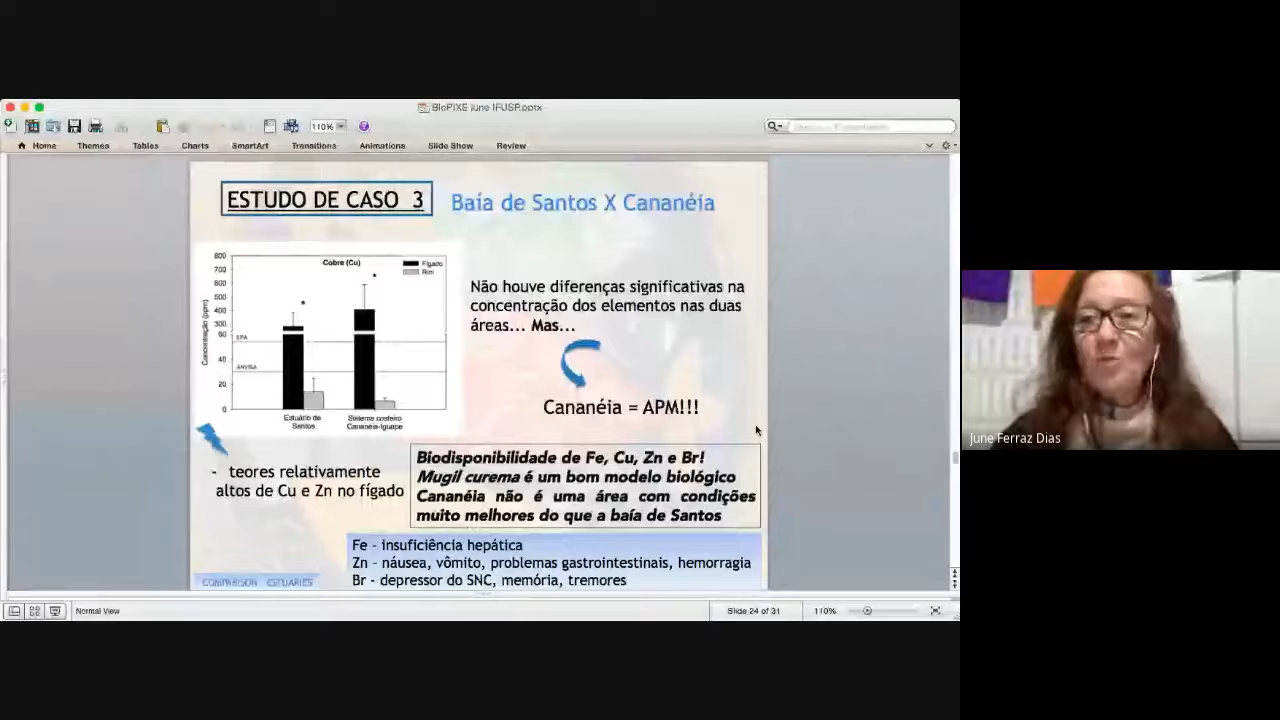 BioPIXE june IFUSP.pptx
110%
Home Themes Tables Charts SmartArt Transitions Animations Slide Show Review
ESTUDO DE CASO 3 Baía de Santos X Cananéia
Cobre (Cu)
Fígado
Rim
Concentração (ppm)
800
700
600
500
400
300
60
40
20
0
EPA
ANVISA
Estuário de
Santos
Sistema costeiro
Cananéia-Iguape
Não houve diferenças significativas na
concentração dos elementos nas duas
áreas... Mas...
Cananéia = APM!!!
- teores relativamente
altos de Cu e Zn no fígado
Biodisponibilidade de Fe, Cu, Zn e Br!
Mugil curema é um bom modelo biológico
Cananéia não é uma área com condições
muito melhores do que a baía de Santos
Fe - insuficiência hepática
Zn - náusea, vômito, problemas gastrointestinais, hemorragia
Br - depressor do SNC, memória, tremores
COMPARISON ESTUARIES
Normal View
Slide 24 of 31
110%
June Ferraz Dias